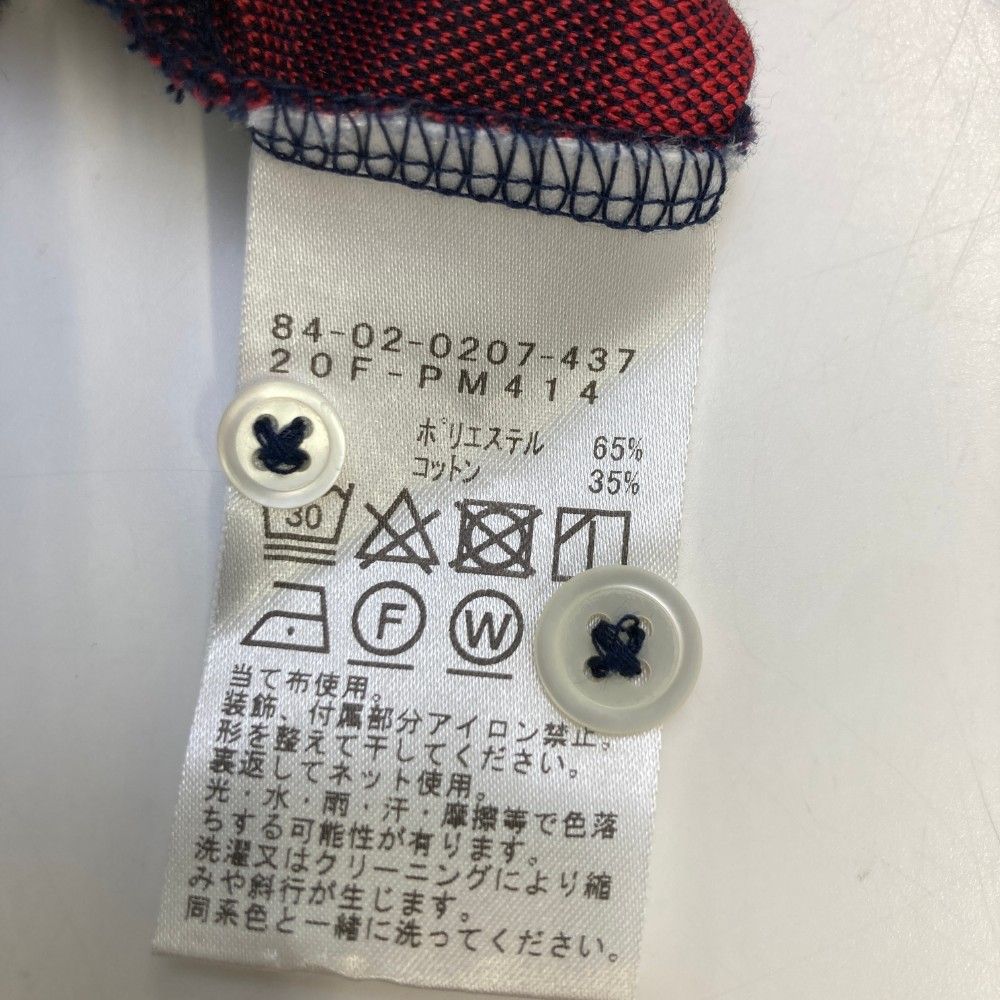 84-02-0207-437
20F-PM414
ポリエステル 65%
コットン 35%
30
F W
当て布使用。
装飾、付属部分アイロン禁止。
形を整えて干してください。
裏返してネット使用。
光・水・雨・汗・摩擦等で色落
ちする可能性が有ります。
洗濯又はクリーニングにより縮
みや斜行が生じます。
同系色と一緒に洗ってください。